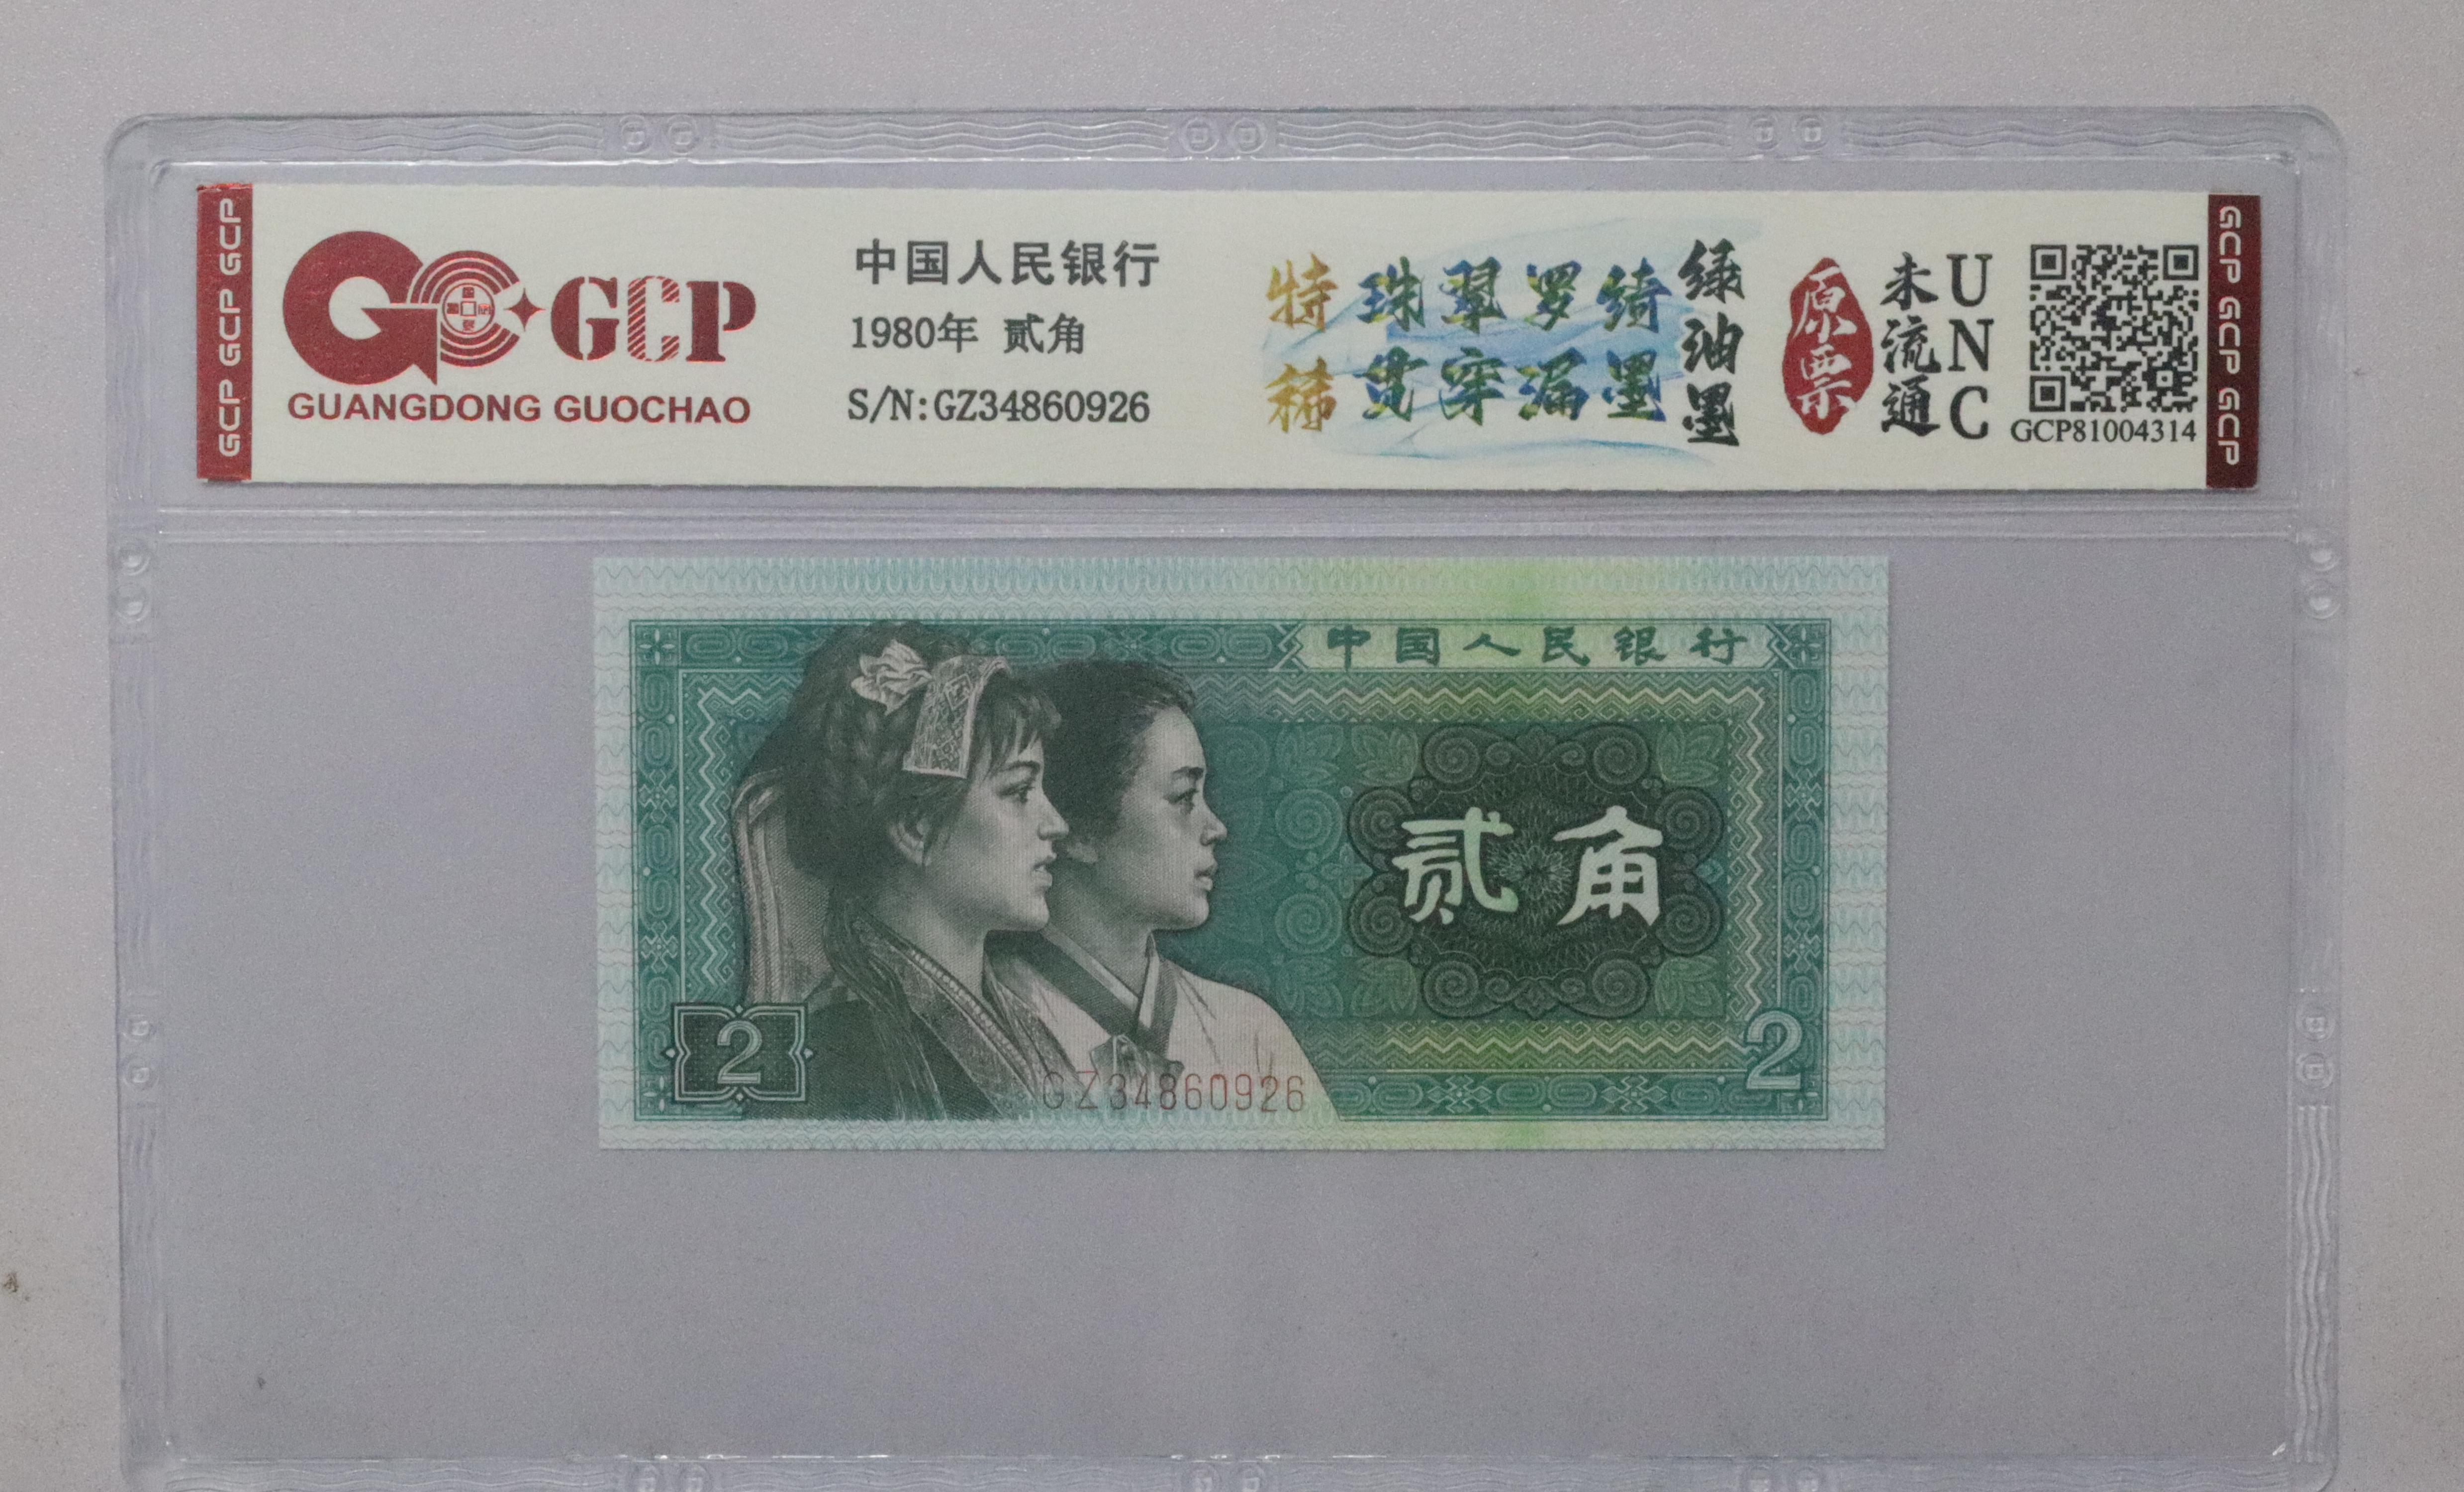 GCP GCP GCP
GCP
GUANGDONG GUOCHAO
中国人民银行
1980年 贰角
S/N:GZ34860926
特稀
珠翠罗绮
贯穿漏墨
绿油墨
原票
未流通
UNC
GCP81004314
GCP GCP GCP
中国人民银行
贰角
2
GZ34860926
2